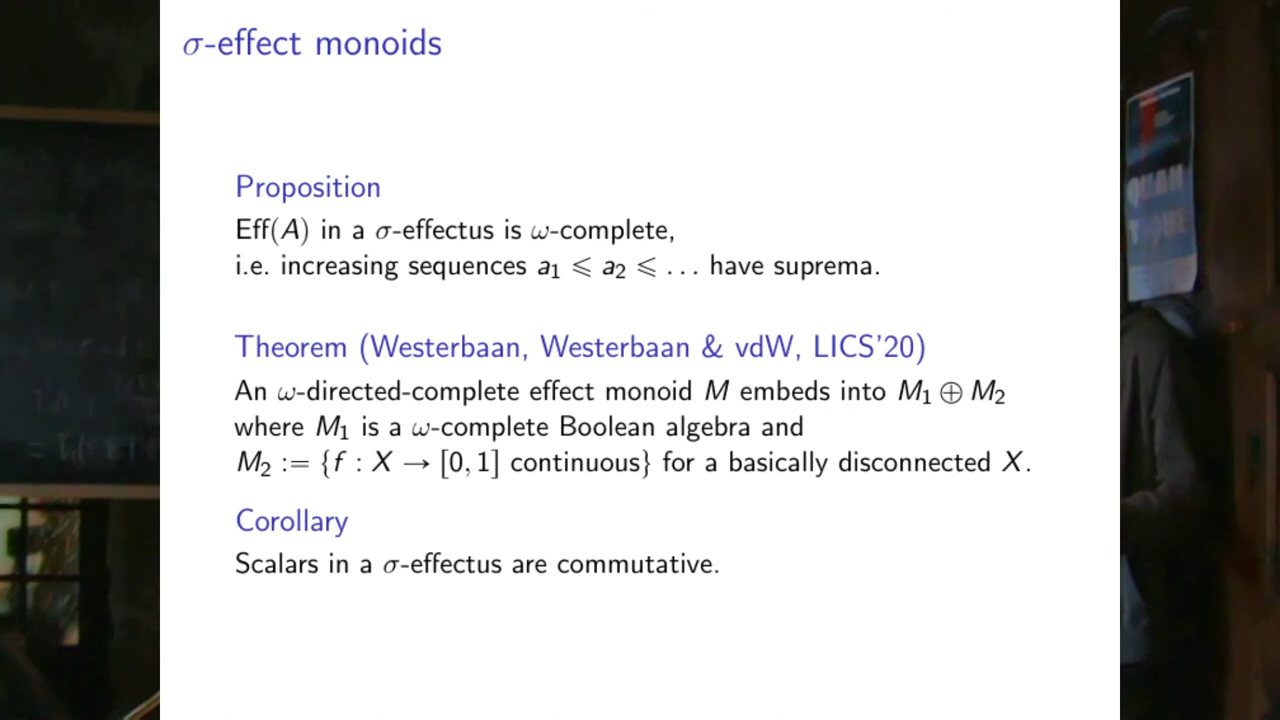 σ-effect monoids
Proposition
Eff(A) in a σ-effectus is ω-complete,
i.e. increasing sequences a₁ ⩽ a₂ ⩽ … have suprema.
Theorem (Westerbaan, Westerbaan & vdW, LICS'20)
An ω-directed-complete effect monoid M embeds into M₁ ⊕ M₂
where M₁ is a ω-complete Boolean algebra and
M₂ := {f : X → [0, 1] continuous} for a basically disconnected X.
Corollary
Scalars in a σ-effectus are commutative.